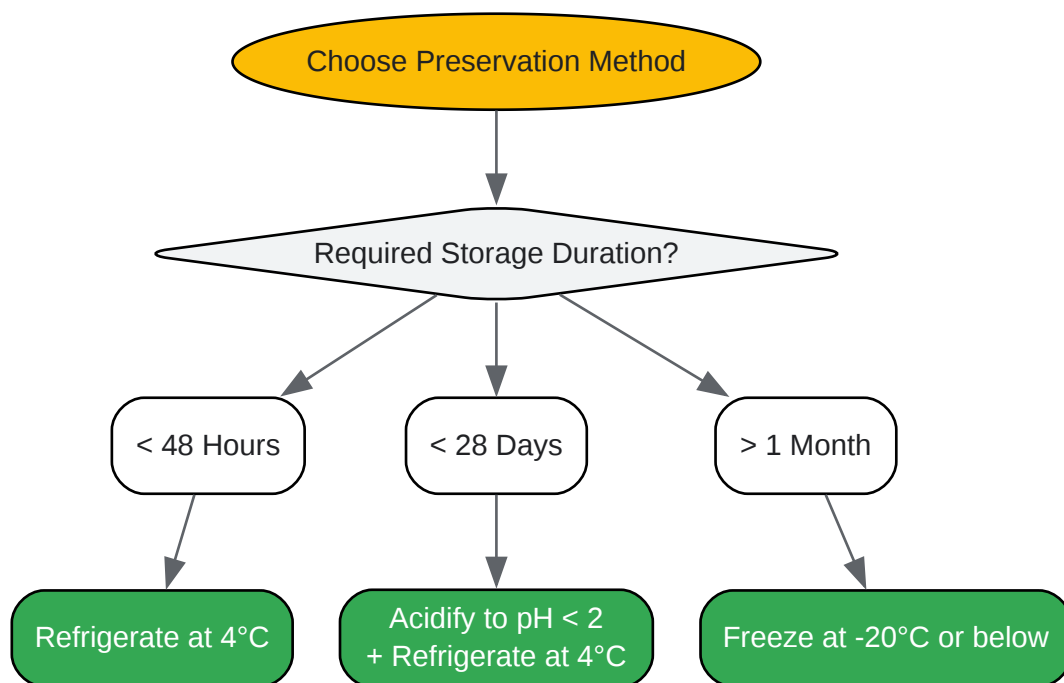 Choose Preservation Method
Required Storage Duration?
< 48 Hours
< 28 Days
> 1 Month
Refrigerate at 4°C
Acidify to pH < 2
+ Refrigerate at 4°C
Freeze at -20°C or below